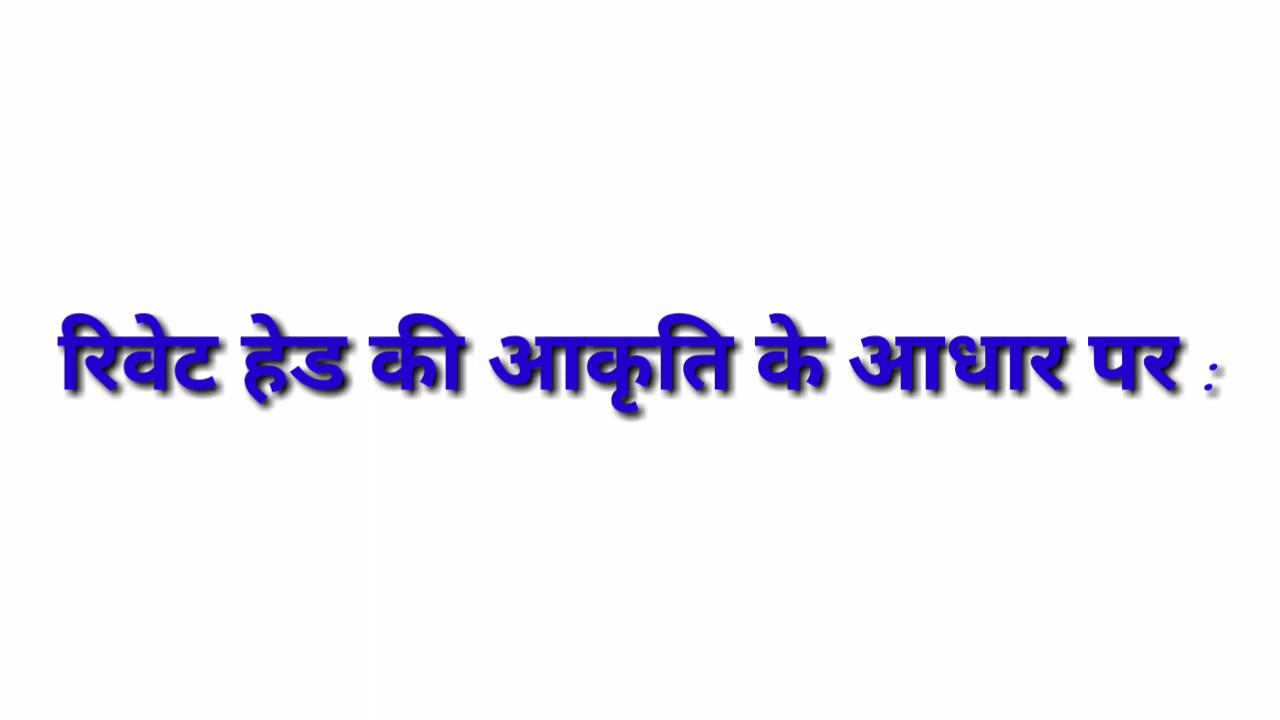 रिवेट हेड की आकृति के आधार पर :